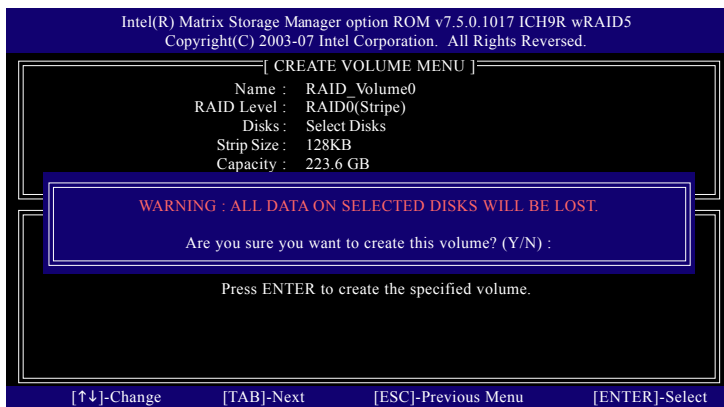 Intel(R) Matrix Storage Manager option ROM v7.5.0.1017 ICH9R wRAID5
Copyright(C) 2003-07 Intel Corporation. All Rights Reversed.
[ CREATE VOLUME MENU ]
Name : RAID_Volume0
RAID Level : RAID0(Stripe)
Disks : Select Disks
Strip Size : 128KB
Capacity : 223.6 GB
WARNING : ALL DATA ON SELECTED DISKS WILL BE LOST.
Are you sure you want to create this volume? (Y/N) :
Press ENTER to create the specified volume.
[↑↓]-Change [TAB]-Next [ESC]-Previous Menu [ENTER]-Select